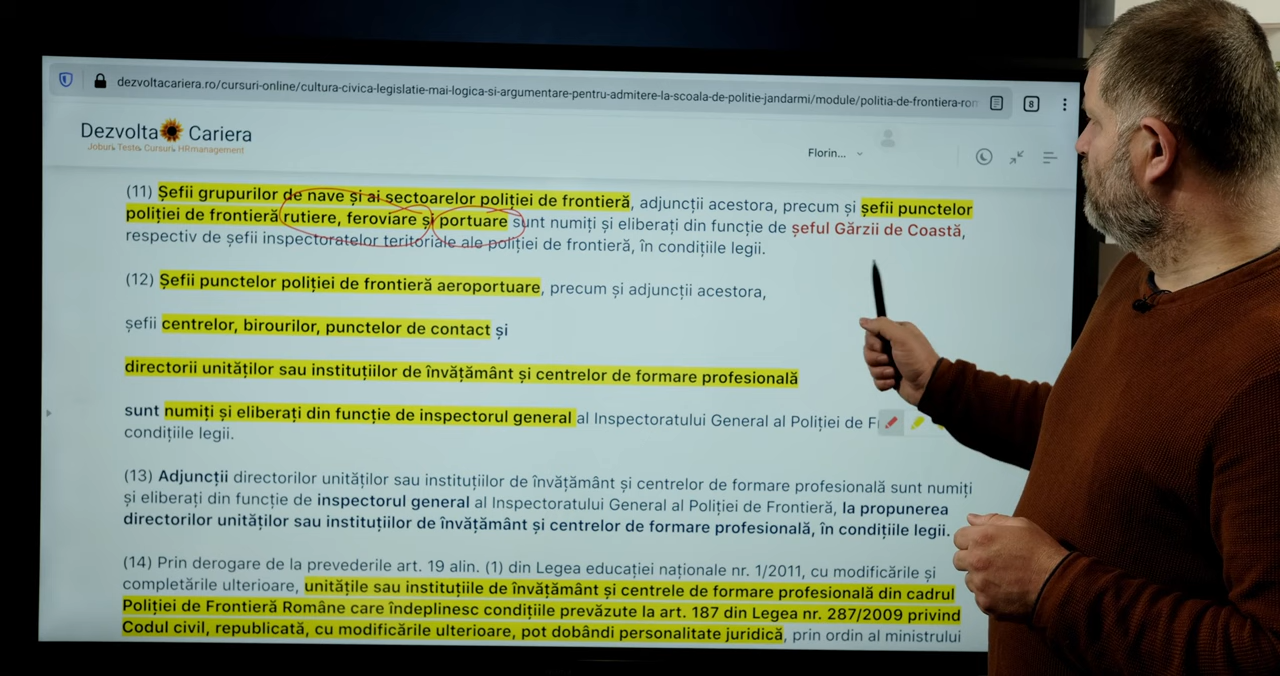 dezvoltacariera.ro/cursuri-online/cultura-civica-legislatie-mai-logica-si-argumentare-pentru-admitere-la-scoala-de-politie-jandarmi/module/politia-de-frontiera-ron
8
Dezvolta Cariera
Joburi, Teste, Cursuri, HRmanagement
Florin...
(11) Șefii grupurilor de nave și ai sectoarelor poliției de frontieră, adjuncții acestora, precum și șefii punctelor
poliției de frontieră rutiere, feroviare și portuare sunt numiți și eliberați din funcție de șeful Gărzii de Coastă,
respectiv de șefii inspectoratelor teritoriale ale poliției de frontieră, în condițiile legii.
(12) Șefii punctelor poliției de frontieră aeroportuare, precum și adjuncții acestora,
șefii centrelor, birourilor, punctelor de contact și
directorii unităților sau instituțiilor de învățământ și centrelor de formare profesională
sunt numiți și eliberați din funcție de inspectorul general al Inspectoratului General al Poliției de F
condițiile legii.
(13) Adjuncții directorilor unităților sau instituțiilor de învățământ și centrelor de formare profesională sunt numiți
și eliberați din funcție de inspectorul general al Inspectoratului General al Poliției de Frontieră, la propunerea
directorilor unităților sau instituțiilor de învățământ și centrelor de formare profesională, în condițiile legii.
(14) Prin derogare de la prevederile art. 19 alin. (1) din Legea educației naționale nr. 1/2011, cu modificările și
completările ulterioare, unitățile sau instituțiile de învățământ și centrele de formare profesională din cadrul
Poliției de Frontieră Române care îndeplinesc condițiile prevăzute la art. 187 din Legea nr. 287/2009 privind
Codul civil, republicată, cu modificările ulterioare, pot dobândi personalitate juridică, prin ordin al ministrului